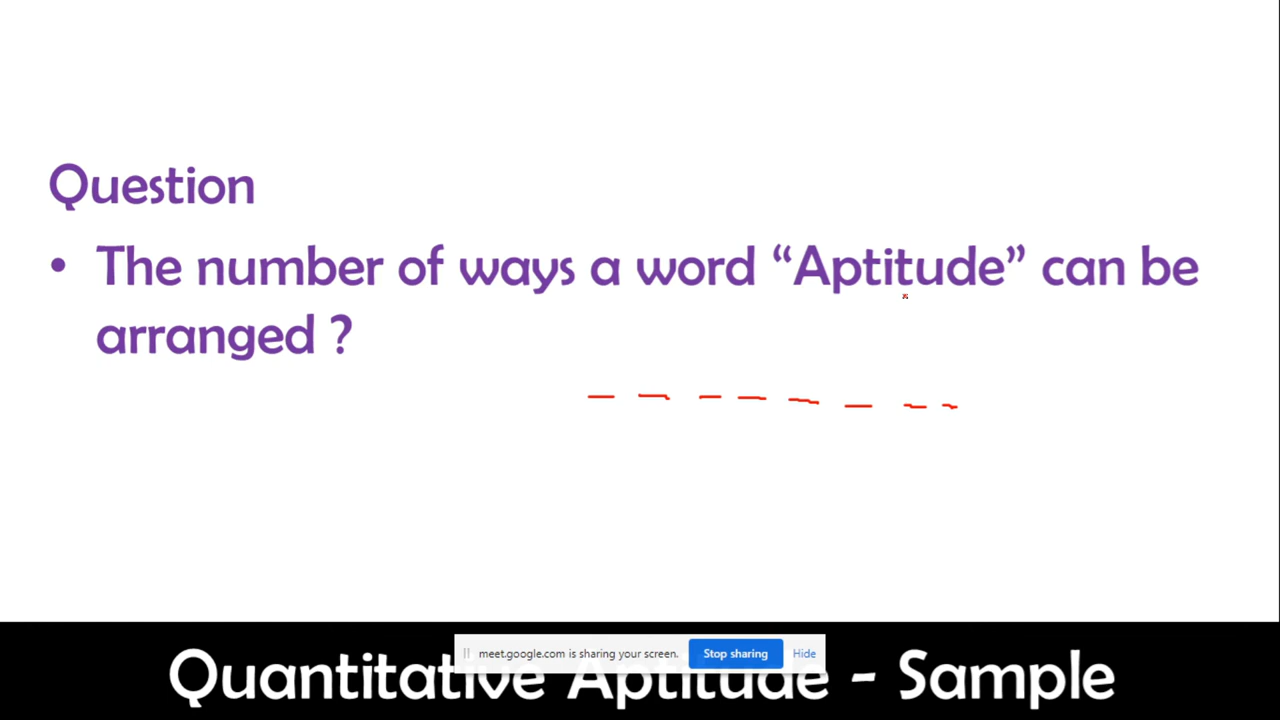 Question
• The number of ways a word “Aptitude” can be
arranged ?
meet.google.com is sharing your screen. Stop sharing Hide
Quantitative Aptitude - Sample